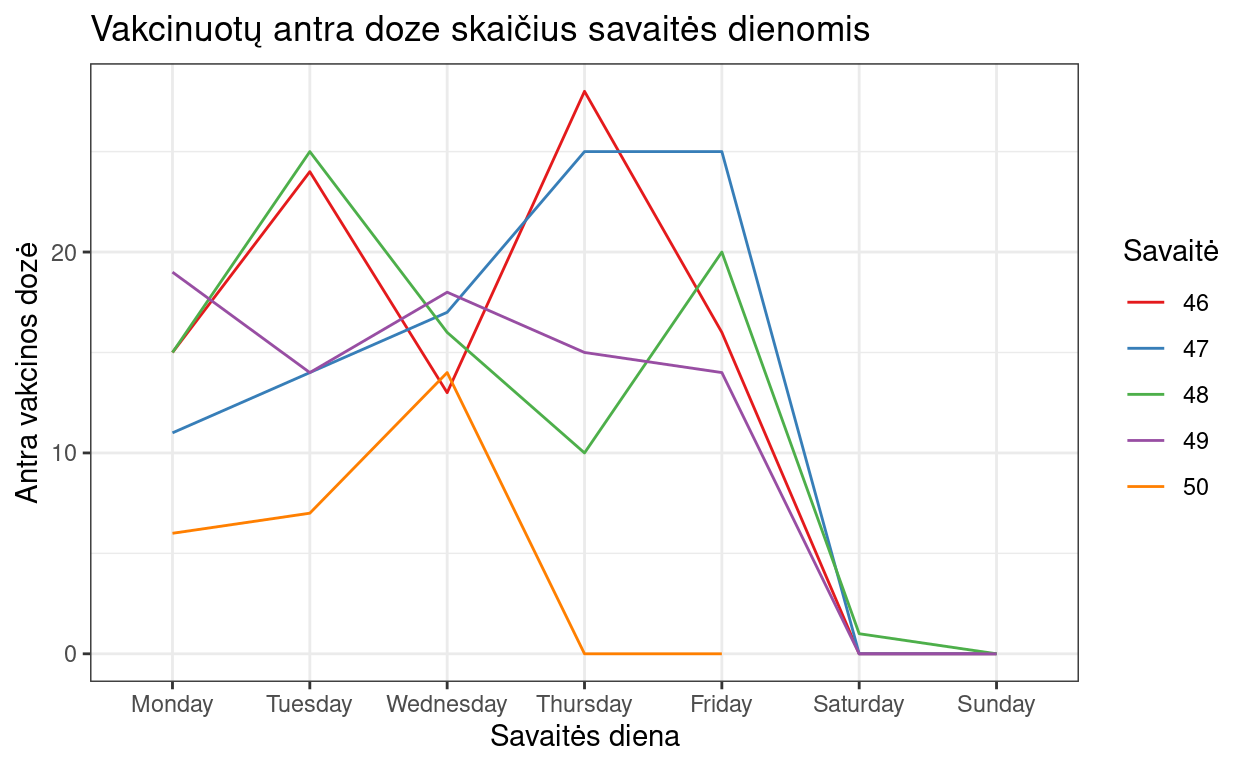 Vakcinuotų antra doze skaičius savaitės dienomis
Antra vakcinos dozė
20
10
0
Monday Tuesday Wednesday Thursday Friday Saturday Sunday
Savaitės diena
Savaitė
46
47
48
49
50